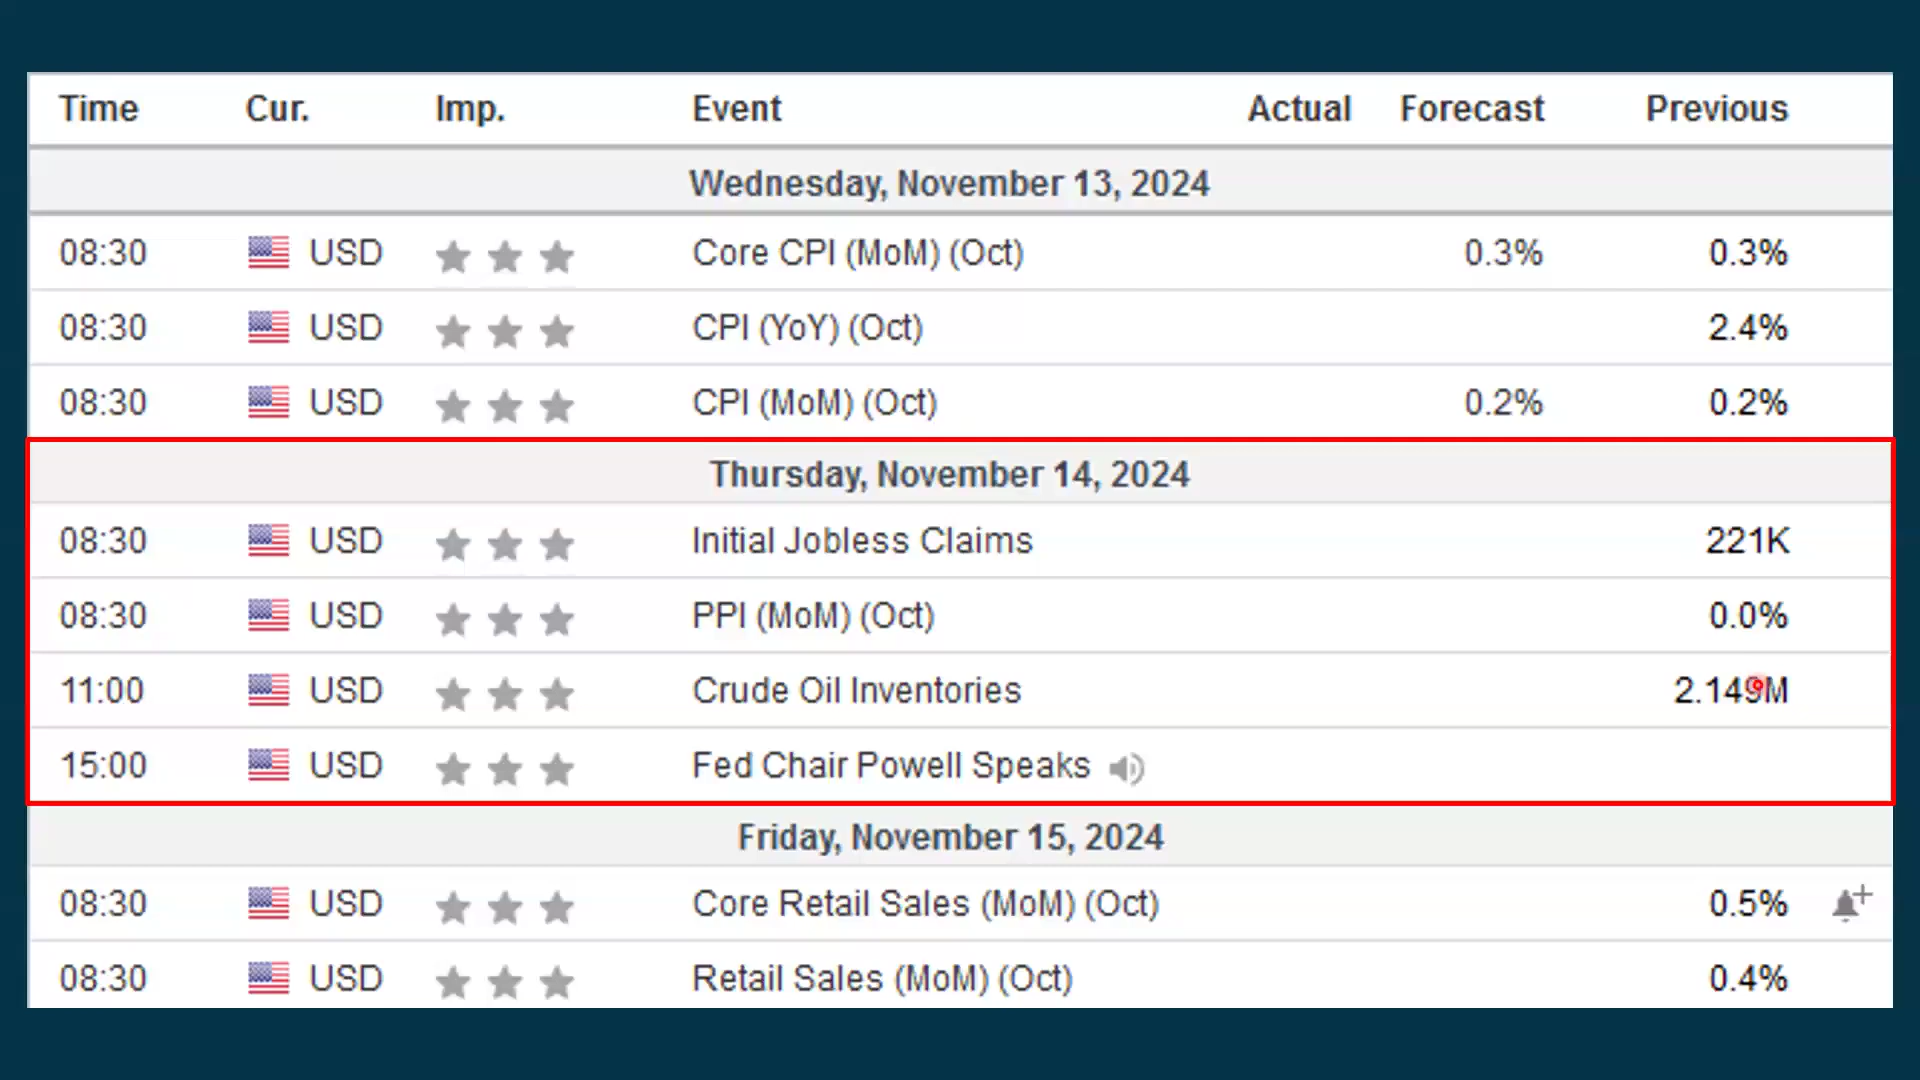 Time Cur. Imp. Event Actual Forecast Previous
Wednesday, November 13, 2024
08:30 USD Core CPI (MoM) (Oct) 0.3% 0.3%
08:30 USD CPI (YoY) (Oct) 2.4%
08:30 USD CPI (MoM) (Oct) 0.2% 0.2%
Thursday, November 14, 2024
08:30 USD Initial Jobless Claims 221K
08:30 USD PPI (MoM) (Oct) 0.0%
11:00 USD Crude Oil Inventories 2.149M
15:00 USD Fed Chair Powell Speaks
Friday, November 15, 2024
08:30 USD Core Retail Sales (MoM) (Oct) 0.5%
08:30 USD Retail Sales (MoM) (Oct) 0.4%